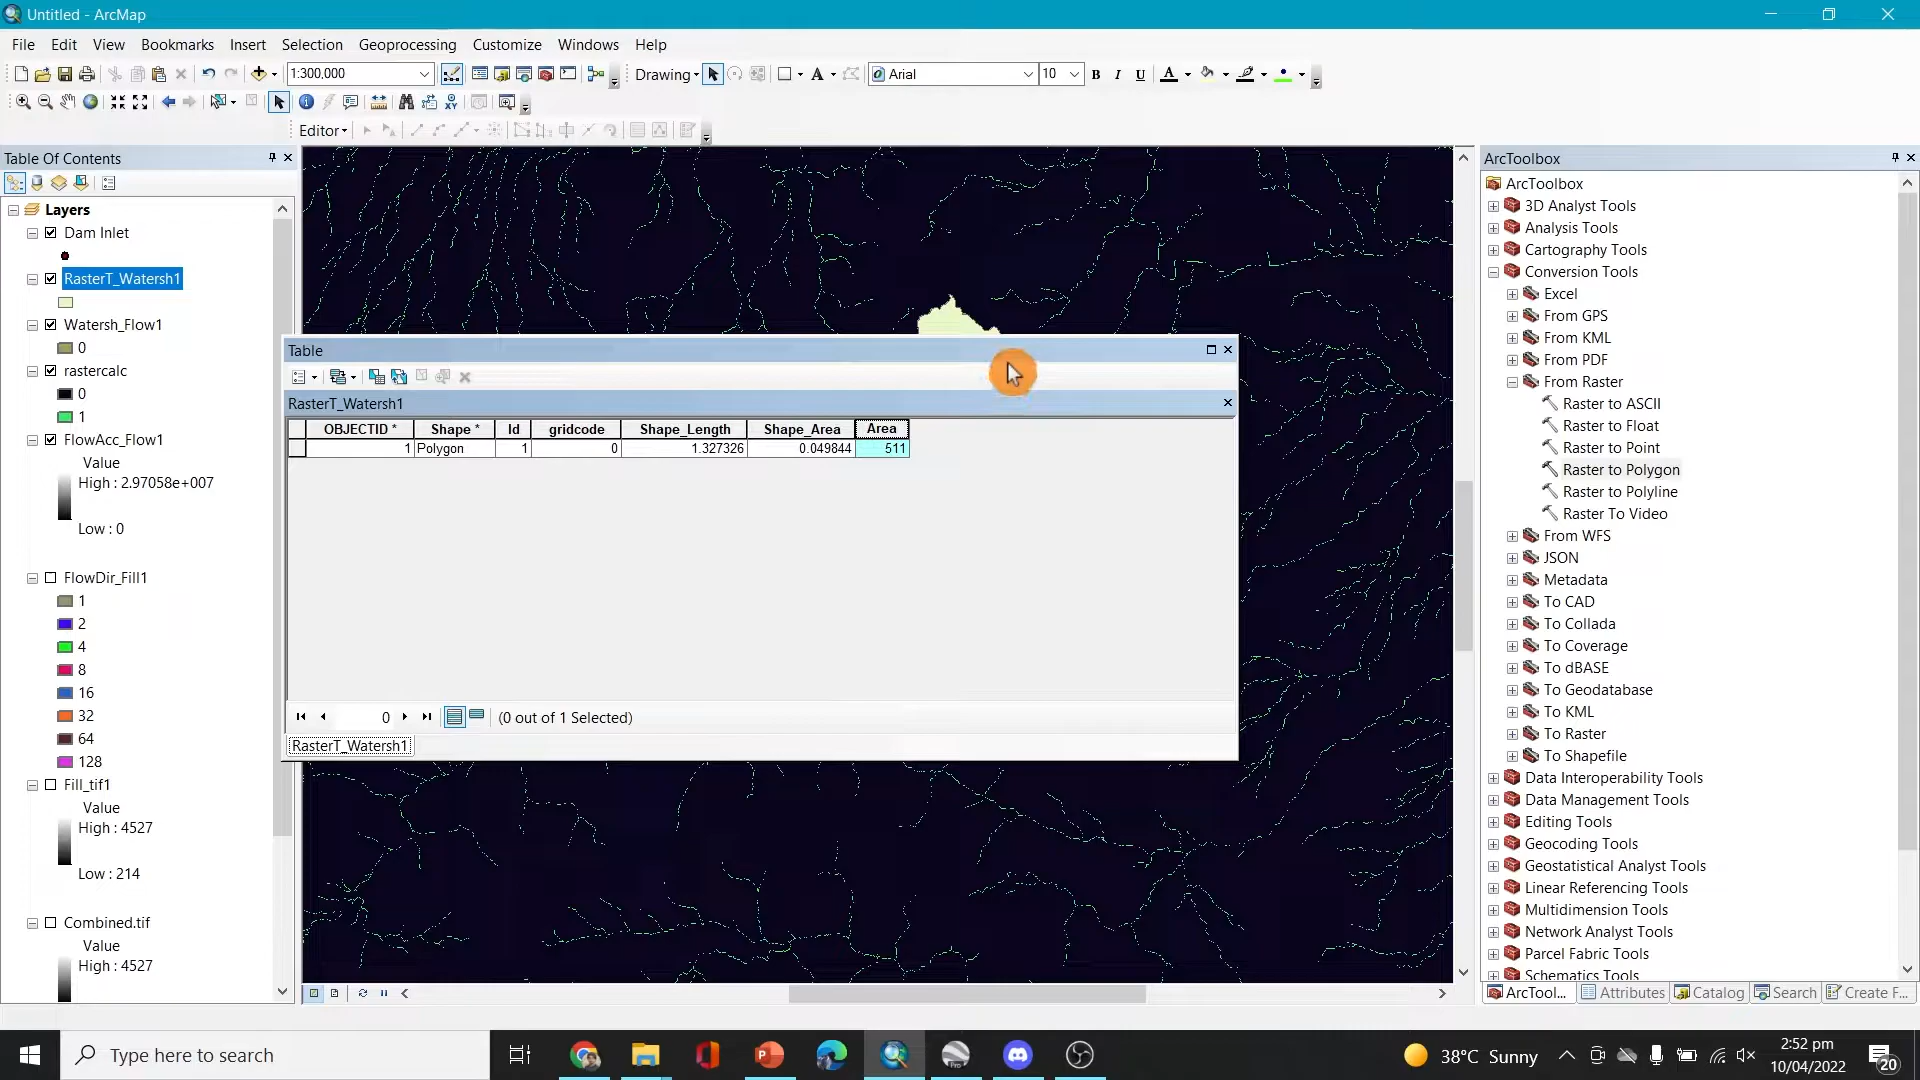 Untitled - ArcMap
File Edit View Bookmarks Insert Selection Geoprocessing Customize Windows Help
1:300,000 Drawing Arial 10 B I U A
Editor
Table Of Contents
Layers
Dam Inlet
RasterT_Watersh1
Watersh_Flow1
0
rastercalc
0
1
FlowAcc_Flow1
Value
High : 2.97058e+007
Low : 0
FlowDir_Fill1
1
2
4
8
16
32
64
128
Fill_tif1
Value
High : 4527
Low : 214
Combined.tif
Value
High : 4527
Table
RasterT_Watersh1
OBJECTID * Shape * Id gridcode Shape_Length Shape_Area Area
1 Polygon 1 0 1.327326 0.049844 511
0 (0 out of 1 Selected)
RasterT_Watersh1
ArcToolbox
ArcToolbox
3D Analyst Tools
Analysis Tools
Cartography Tools
Conversion Tools
Excel
From GPS
From KML
From PDF
From Raster
Raster to ASCII
Raster to Float
Raster to Point
Raster to Polygon
Raster to Polyline
Raster To Video
From WFS
JSON
Metadata
To CAD
To Collada
To Coverage
To dBASE
To Geodatabase
To KML
To Raster
To Shapefile
Data Interoperability Tools
Data Management Tools
Editing Tools
Geocoding Tools
Geostatistical Analyst Tools
Linear Referencing Tools
Multidimension Tools
Network Analyst Tools
Parcel Fabric Tools
Schematics Tools
ArcTool... Attributes Catalog Search Create F...
Type here to search
38°C Sunny
2:52 pm
10/04/2022
20